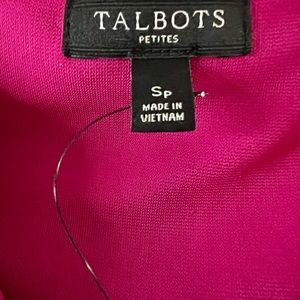 TALBOTS
PETITES
SP
MADE IN
VIETNAM